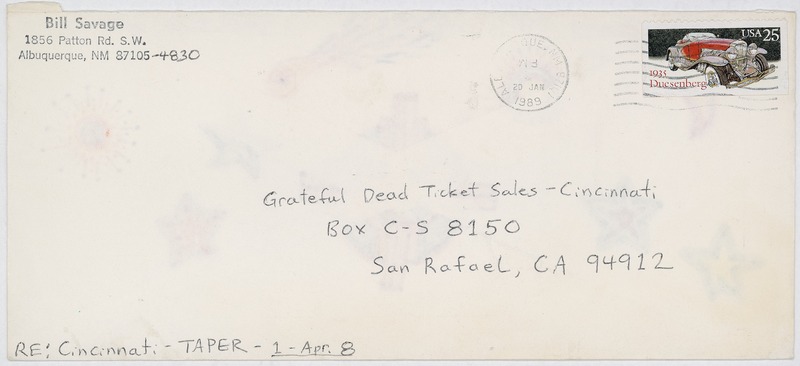 Bill Savage
1856 Patton Rd. S.W.
Albuquerque, NM 87105-4830
20 JAN
1989
USA 25
1935
Duesenberg
Grateful Dead Ticket Sales - Cincinnati
Box C-S 8150
San Rafael, CA 94912
RE: Cincinnati - TAPER - 1 - Apr. 8